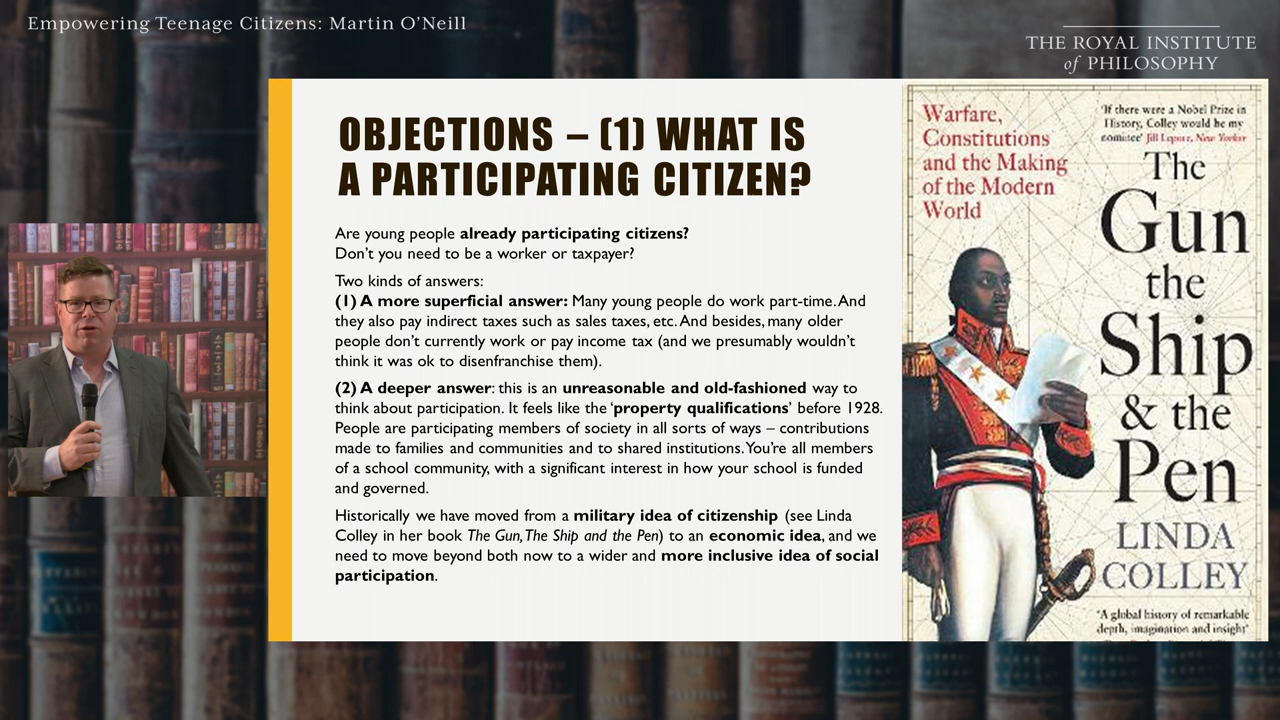 Empowering Teenage Citizens: Martin O'Neill
THE ROYAL INSTITUTE
of PHILOSOPHY
OBJECTIONS – (1) WHAT IS
A PARTICIPATING CITIZEN?
Are young people already participating citizens?
Don't you need to be a worker or taxpayer?
Two kinds of answers:
(1) A more superficial answer: Many young people do work part-time. And
they also pay indirect taxes such as sales taxes, etc. And besides, many older
people don't currently work or pay income tax (and we presumably wouldn't
think it was ok to disenfranchise them).
(2) A deeper answer: this is an unreasonable and old-fashioned way to
think about participation. It feels like the 'property qualifications' before 1928.
People are participating members of society in all sorts of ways – contributions
made to families and communities and to shared institutions. You're all members
of a school community, with a significant interest in how your school is funded
and governed.
Historically we have moved from a military idea of citizenship (see Linda
Colley in her book The Gun, The Ship and the Pen) to an economic idea, and we
need to move beyond both now to a wider and more inclusive idea of social
participation.
Warfare,
Constitutions
and the Making
of the Modern
World
'If there were a Nobel Prize in
History, Colley would be my
nominee' Jill Lepore, New Yorker
The
Gun
the
Ship
& the
Pen
LINDA
COLLEY
'A global history of remarkable
depth, imagination and insight'